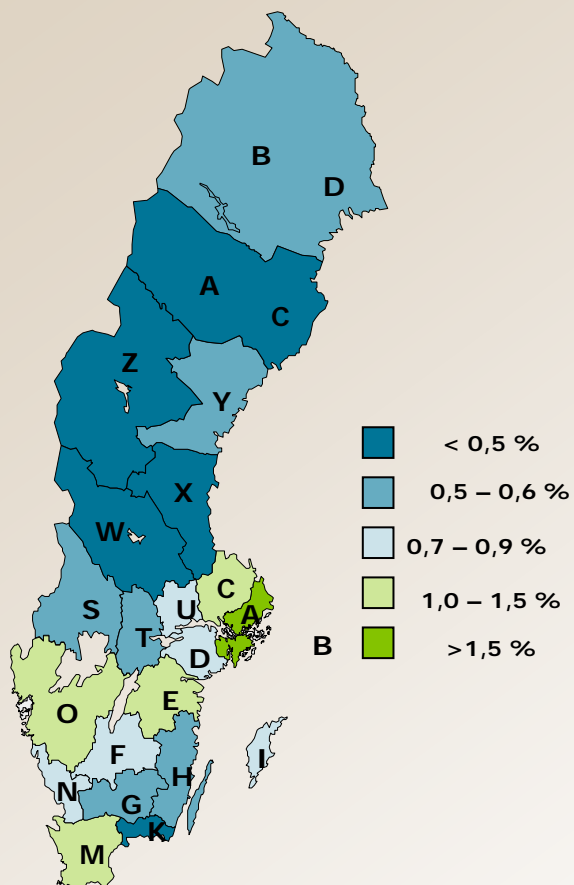 B
D
A
C
Z
Y
< 0,5 %
X
0,5 – 0,6 %
W
0,7 – 0,9 %
C
U
1,0 – 1,5 %
S
A
T
B
>1,5 %
D
E
O
F
I
H
N
G
K
M